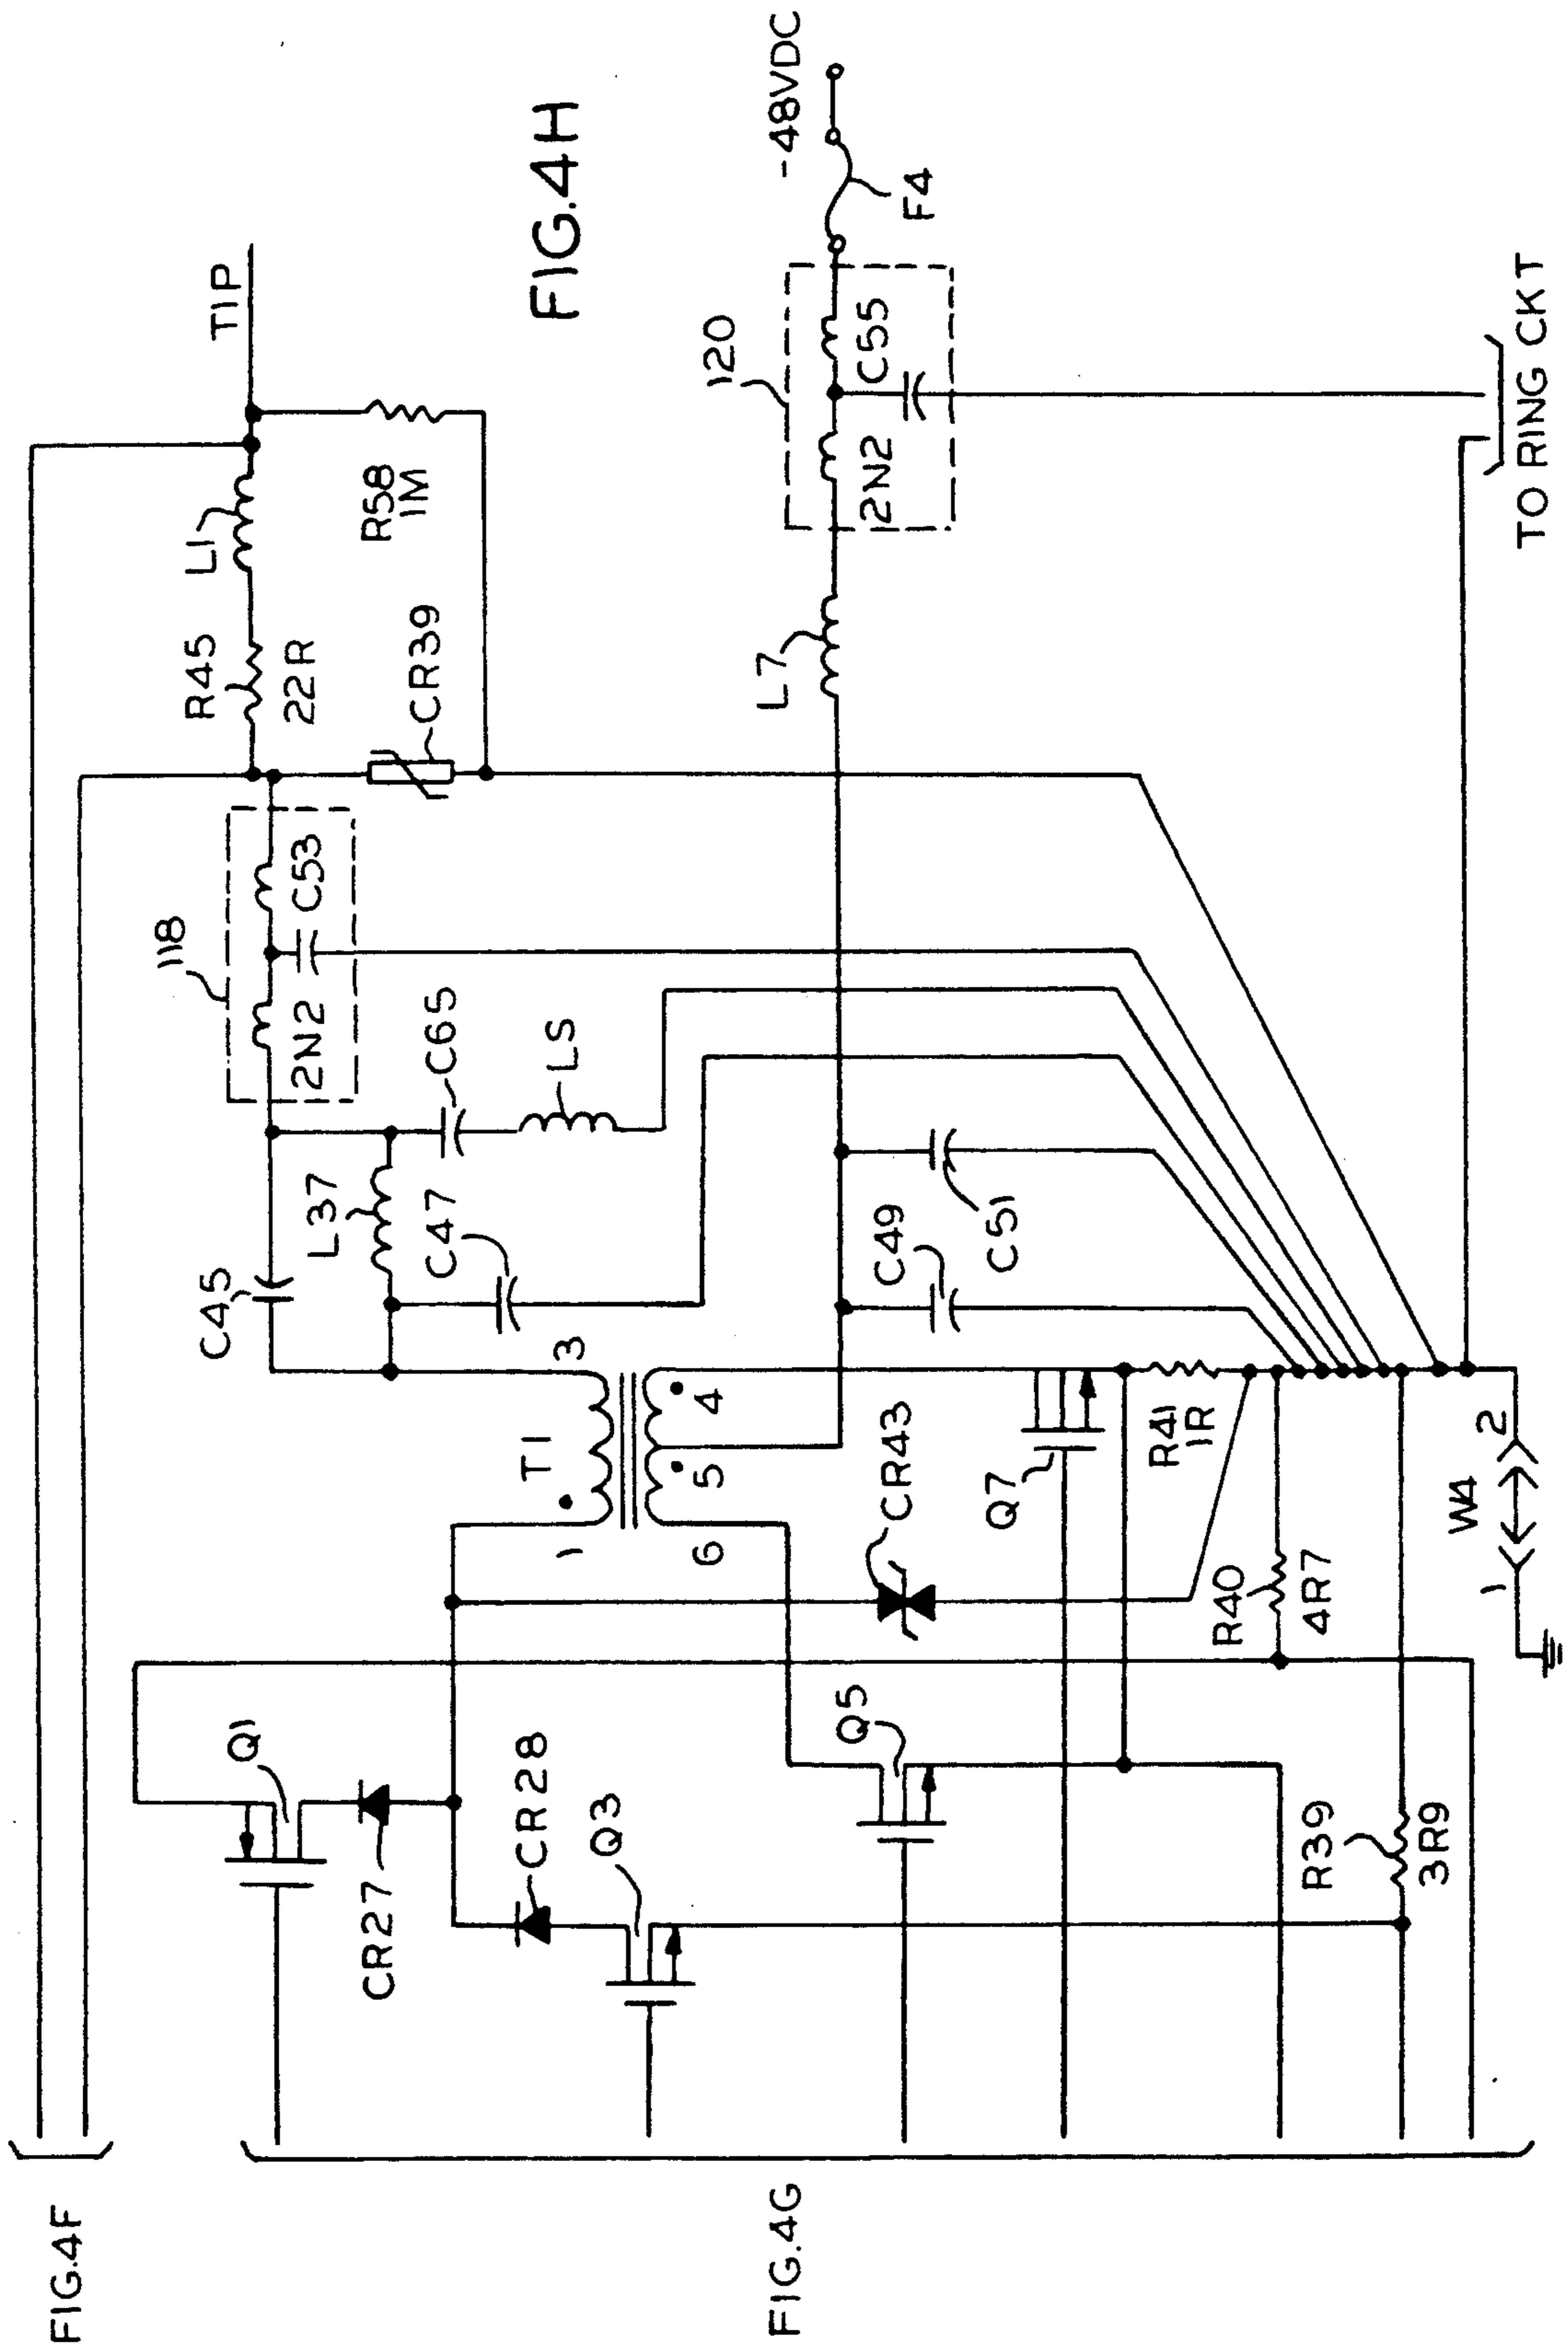 FIG.4F
FIG.4G
FIG.4H
TIP
L1
R45
22R
R58
1M
CR39
118
2N2
C53
C45
L37
C65
LS
C47
-48VDC
F4
120
2N2
C55
L7
C51
C49
T1
1
3
4
5
6
Q1
CR27
CR28
Q3
Q5
Q7
CR43
R41
1R
R40
4R7
R39
3R9
W4
1
2
TO RING CKT